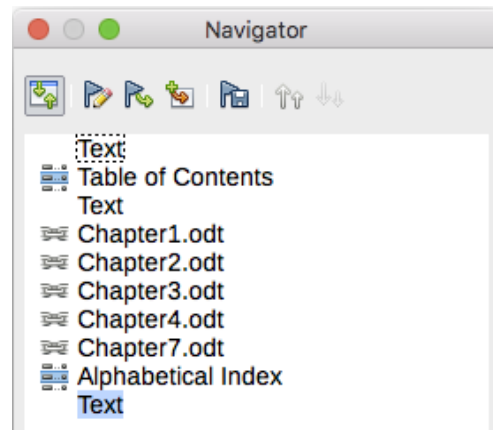 Navigator
Text
Table of Contents
Text
Chapter1.odt
Chapter2.odt
Chapter3.odt
Chapter4.odt
Chapter7.odt
Alphabetical Index
Text